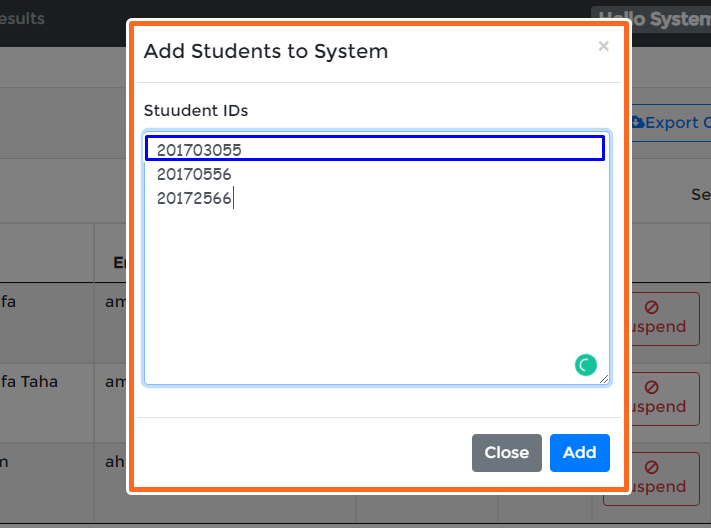 esults
Hello System
Add Students to System
×
Stuudent IDs
201703055
20170556
20172566
Export C
Se
fa
am
uspend
fa Taha
am
uspend
m
ah
uspend
Close
Add